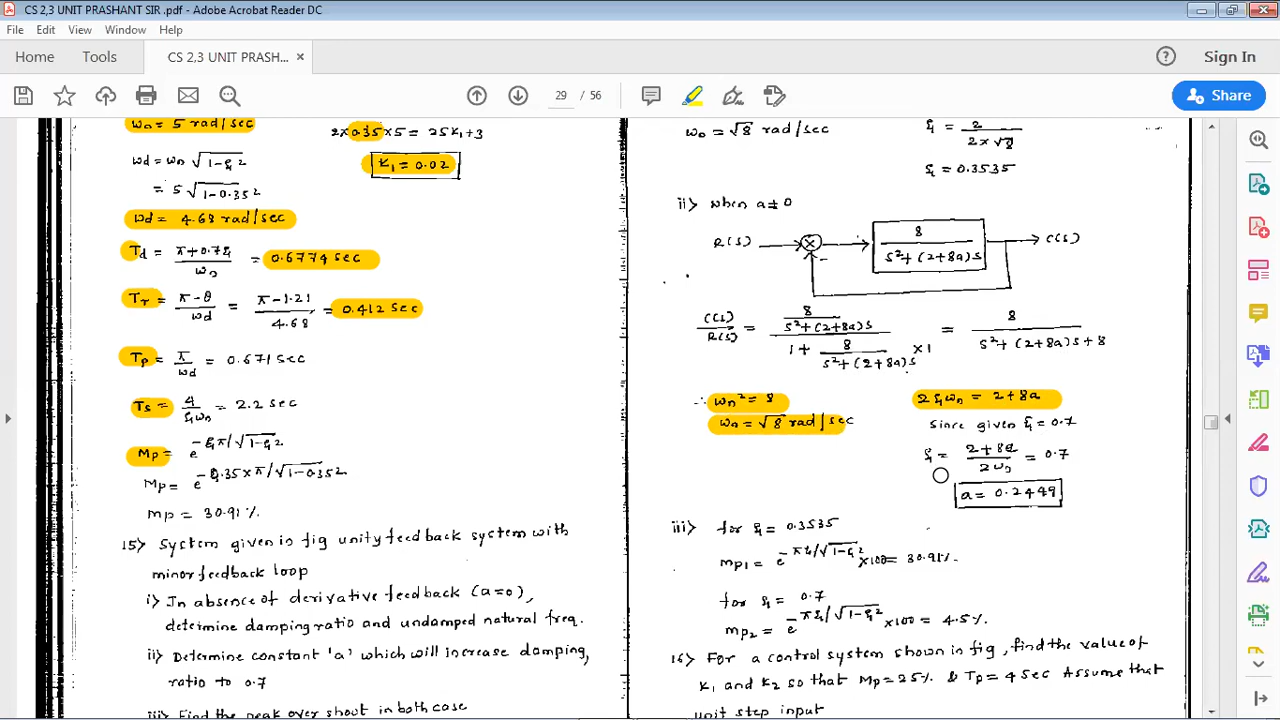 CS 2,3 UNIT PRASHANT SIR .pdf - Adobe Acrobat Reader DC
File Edit View Window Help
Home Tools CS 2,3 UNIT PRASH... × Sign In
29 / 56 Share
ωn = 5 rad/sec
2×0.35×5 = 25K1+3
ωd = ωn √1-ξ²
K1 = 0.02
= 5 √1-0.35²
ωd = 4.68 rad/sec
Td = π+0.7ξ / ωn = 0.6774 sec
Tr = π-θ / ωd = π-1.21 / 4.68 = 0.412 sec
Tp = π / ωd = 0.671 sec
Ts = 4 / ξωn = 2.2 sec
Mp = e^-ξπ/√1-ξ²
Mp = e^-0.35×π/√1-0.35²
Mp = 30.91 %
15> System given in fig unity feedback system with
minor feedback loop
i> In absence of derivative feedback (a=0),
determine damping ratio and undamped natural freq.
ii> Determine constant 'a' which will increase damping,
ratio to 0.7
iii> Find the peak over shoot in both case
ωn = √8 rad/sec
ξ = 2 / 2×√8
ξ = 0.3535
ii> when a≠0
R(s) 8 / s²+(2+8a)s C(s)
-
C(s)/R(s) = 8 / s²+(2+8a)s / 1 + 8 / s²+(2+8a)s ×1 = 8 / s²+(2+8a)s+8
∴ ωn² = 8
2ξωn = 2+8a
ωn = √8 rad/sec
Since given ξ=0.7
ξ = 2+8a / 2ωn = 0.7
a = 0.2449
iii> for ξ = 0.3535
Mp1 = e^-πξ/√1-ξ² ×100 = 30.91%
for ξ = 0.7
Mp2 = e^-πξ/√1-ξ² ×100 = 4.5%.
16> For a control system shown in fig, find the value of
K1 and K2 so that Mp=25% & Tp=4sec Assume that
unit step input